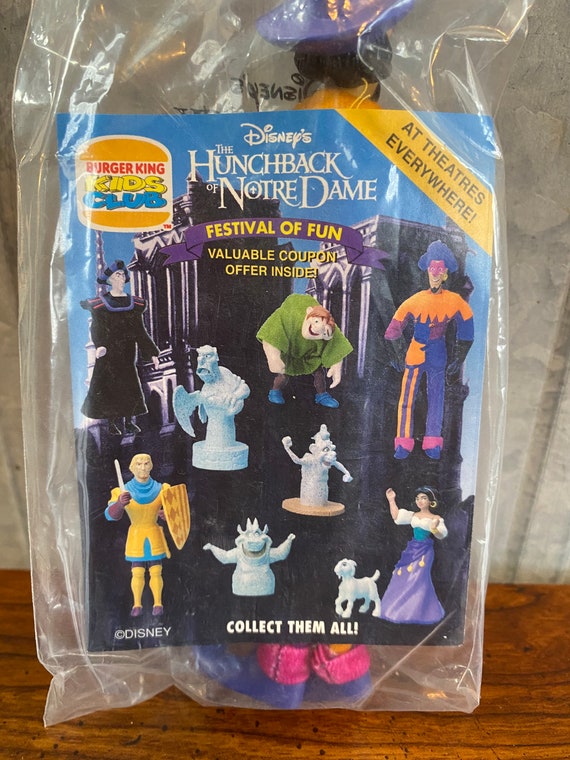 BURGER KING
KIDS
CLUB
TM
Disney's
THE
HUNCHBACK
OF NOTRE DAME
FESTIVAL OF FUN
VALUABLE COUPON
OFFER INSIDE!
AT THEATRES
EVERYWHERE!
©DISNEY
COLLECT THEM ALL!